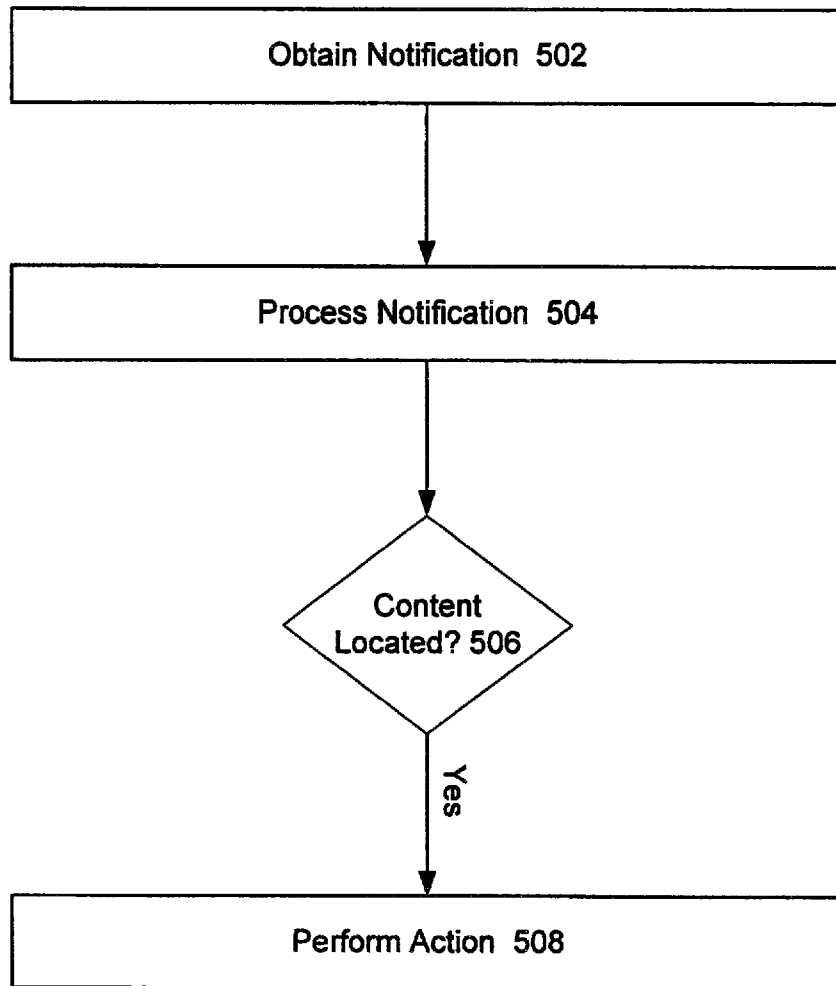 Obtain Notification 502
Process Notification 504
Content
Located? 506
Yes
Perform Action 508